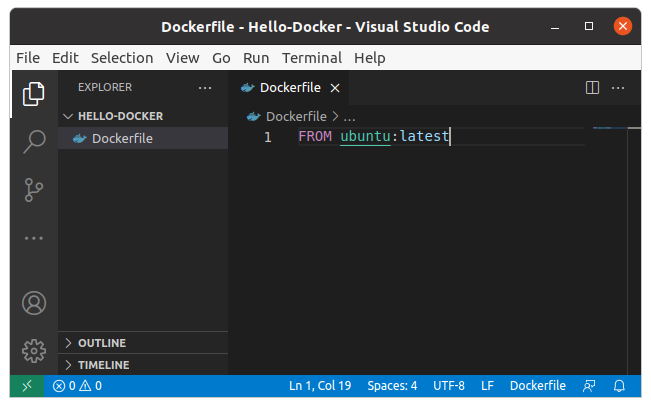 Dockerfile - Hello-Docker - Visual Studio Code
File Edit Selection View Go Run Terminal Help
EXPLORER
HELLO-DOCKER
Dockerfile
OUTLINE
TIMELINE
Dockerfile
Dockerfile > ...
1 FROM ubuntu:latest
0 0 Ln 1, Col 19 Spaces: 4 UTF-8 LF Dockerfile